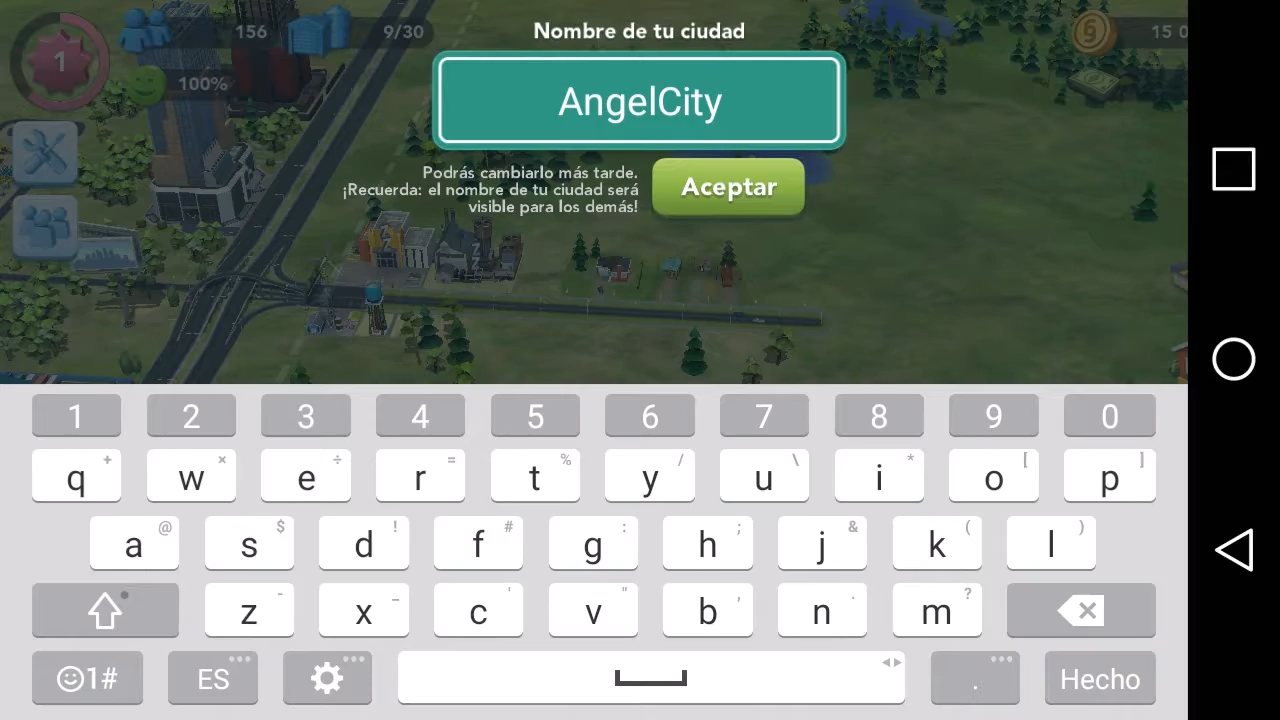 1
156
9/30
100%
Nombre de tu ciudad
15 0
AngelCity
Podrás cambiarlo más tarde.
¡Recuerda: el nombre de tu ciudad será
visible para los demás!
Aceptar
1 2 3 4 5 6 7 8 9 0
q + w × e ÷ r = t % y / u \ i * o [ p ]
a @ s $ d ! f # g : h ; j & k ( l )
z - x _ c ' v " b , n . m ?
1# ES . Hecho